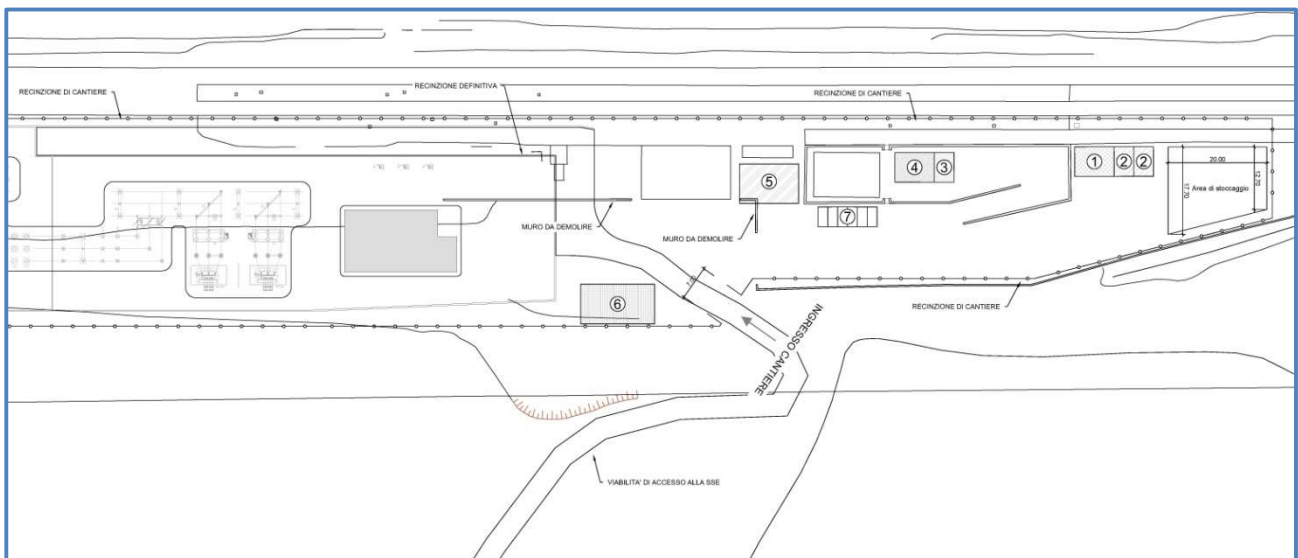 RECINZIONE DEFINITIVA
RECINZIONE DI CANTIERE
RECINZIONE DI CANTIERE
1
2
2
20.00
12.70
17.70
Area di stoccaggio
4
3
5
7
MURO DA DEMOLIRE
MURO DA DEMOLIRE
6
INGRESSO CANTIERE
RECINZIONE DI CANTIERE
VIABILITA' DI ACCESSO ALLA SSE